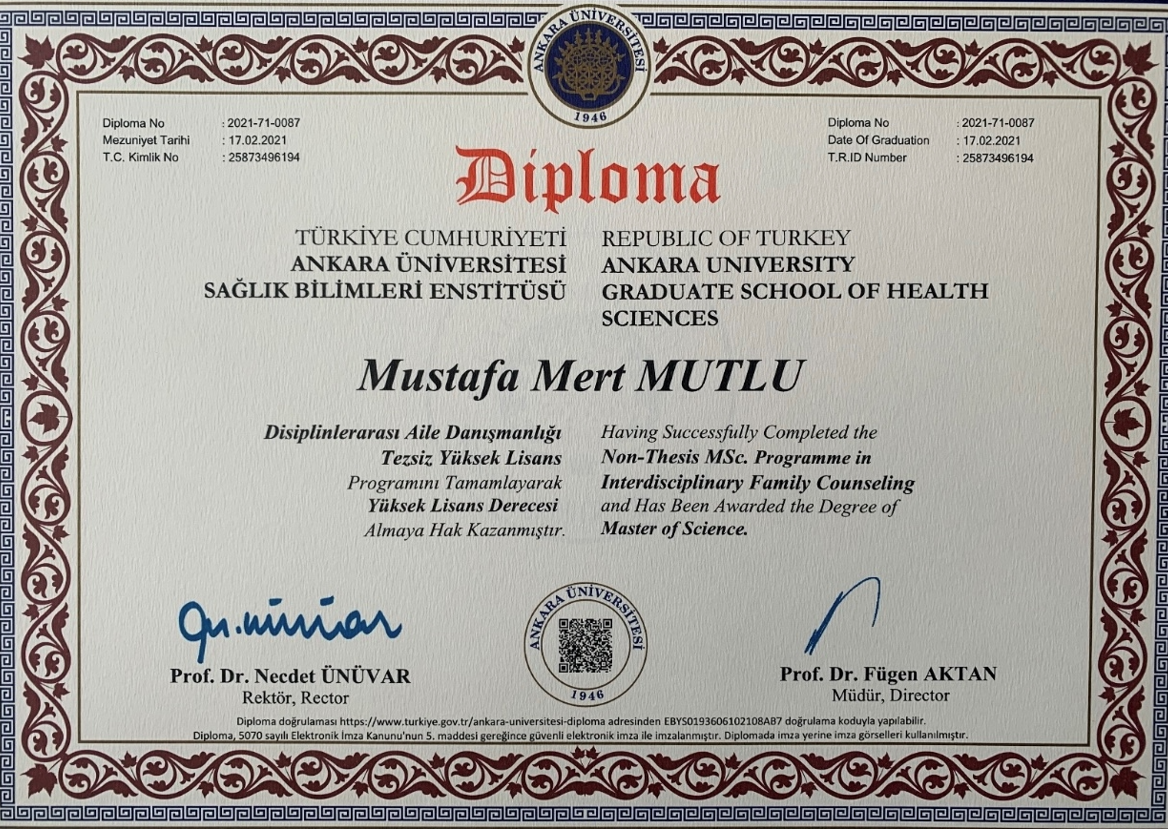 ANKARA ÜNİVERSİTESİ
1946
Diploma No : 2021-71-0087
Mezuniyet Tarihi : 17.02.2021
T.C. Kimlik No : 25873496194
Diploma No : 2021-71-0087
Date Of Graduation : 17.02.2021
T.R.ID Number : 25873496194
Diploma
TÜRKİYE CUMHURİYETİ
ANKARA ÜNİVERSİTESİ
SAĞLIK BİLİMLERİ ENSTİTÜSÜ
REPUBLIC OF TURKEY
ANKARA UNIVERSITY
GRADUATE SCHOOL OF HEALTH
SCIENCES
Mustafa Mert MUTLU
Disiplinlerarası Aile Danışmanlığı
Tezsiz Yüksek Lisans
Programını Tamamlayarak
Yüksek Lisans Derecesi
Almaya Hak Kazanmıştır.
Having Successfully Completed the
Non-Thesis MSc. Programme in
Interdisciplinary Family Counseling
and Has Been Awarded the Degree of
Master of Science.
ANKARA ÜNİVERSİTESİ
1946
Prof. Dr. Necdet ÜNÜVAR
Rektör, Rector
Prof. Dr. Fügen AKTAN
Müdür, Director
Diploma doğrulaması https://www.turkiye.gov.tr/ankara-universitesi-diploma adresinden EBYS0193606102108AB7 doğrulama koduyla yapılabilir.
Diploma, 5070 sayılı Elektronik İmza Kanunu'nun 5. maddesi gereğince güvenli elektronik imza ile imzalanmıştır. Diplomada imza yerine imza görselleri kullanılmıştır.